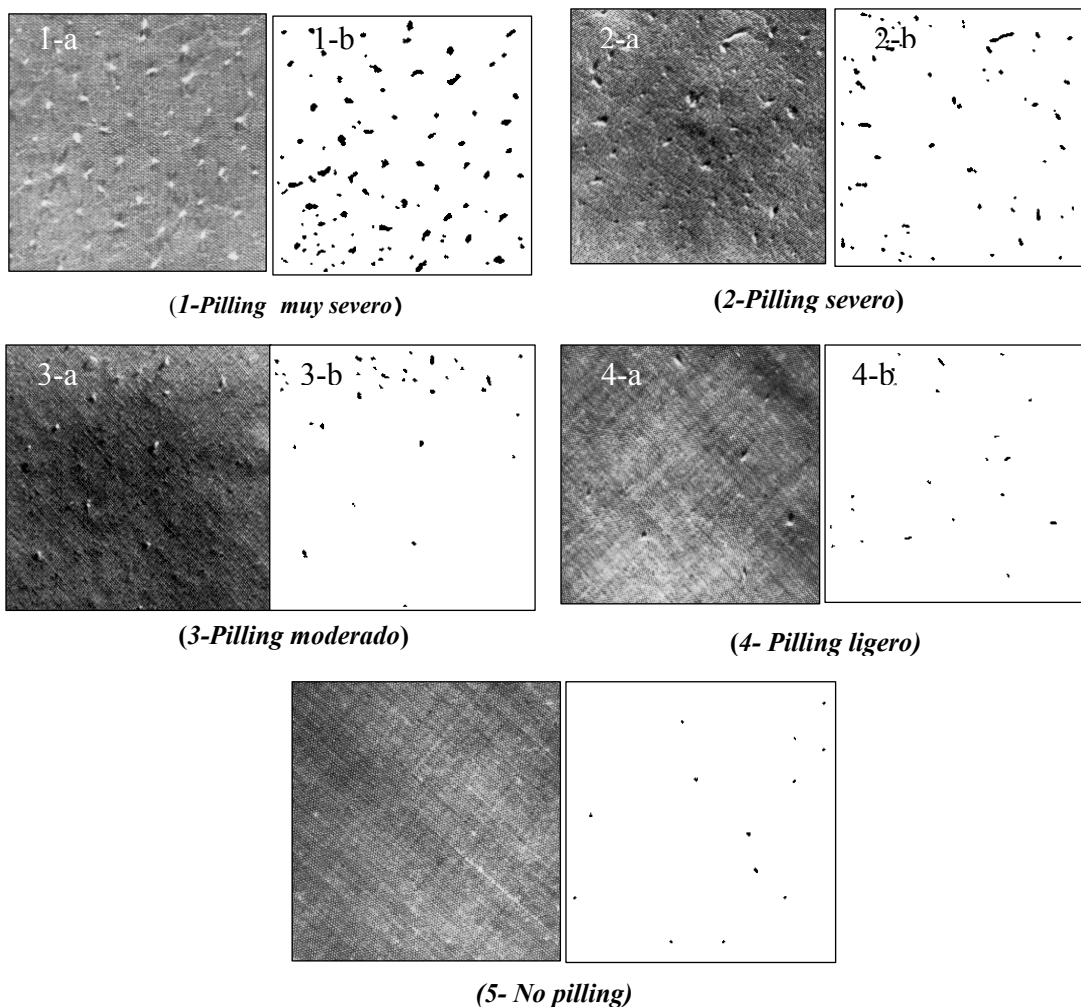 1-a
1-b
2-a
2-b
(1-Pilling muy severo)
(2-Pilling severo)
3-a
3-b
4-a
4-b
(3-Pilling moderado)
(4- Pilling ligero)
(5- No pilling)